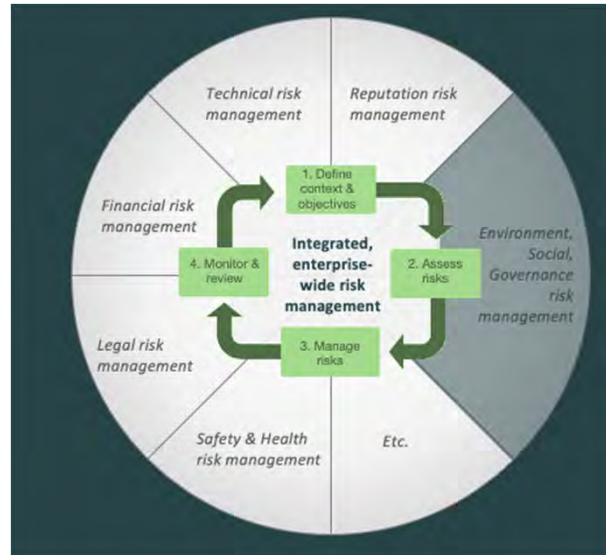 Technical risk
management
Reputation risk
management
Environment,
Social,
Governance
risk
management
Etc.
Safety & Health
risk management
Legal risk
management
Financial risk
management
1. Define
context &
objectives
2. Assess
risks
3. Manage
risks
4. Monitor &
review
Integrated,
enterprise-
wide risk
management